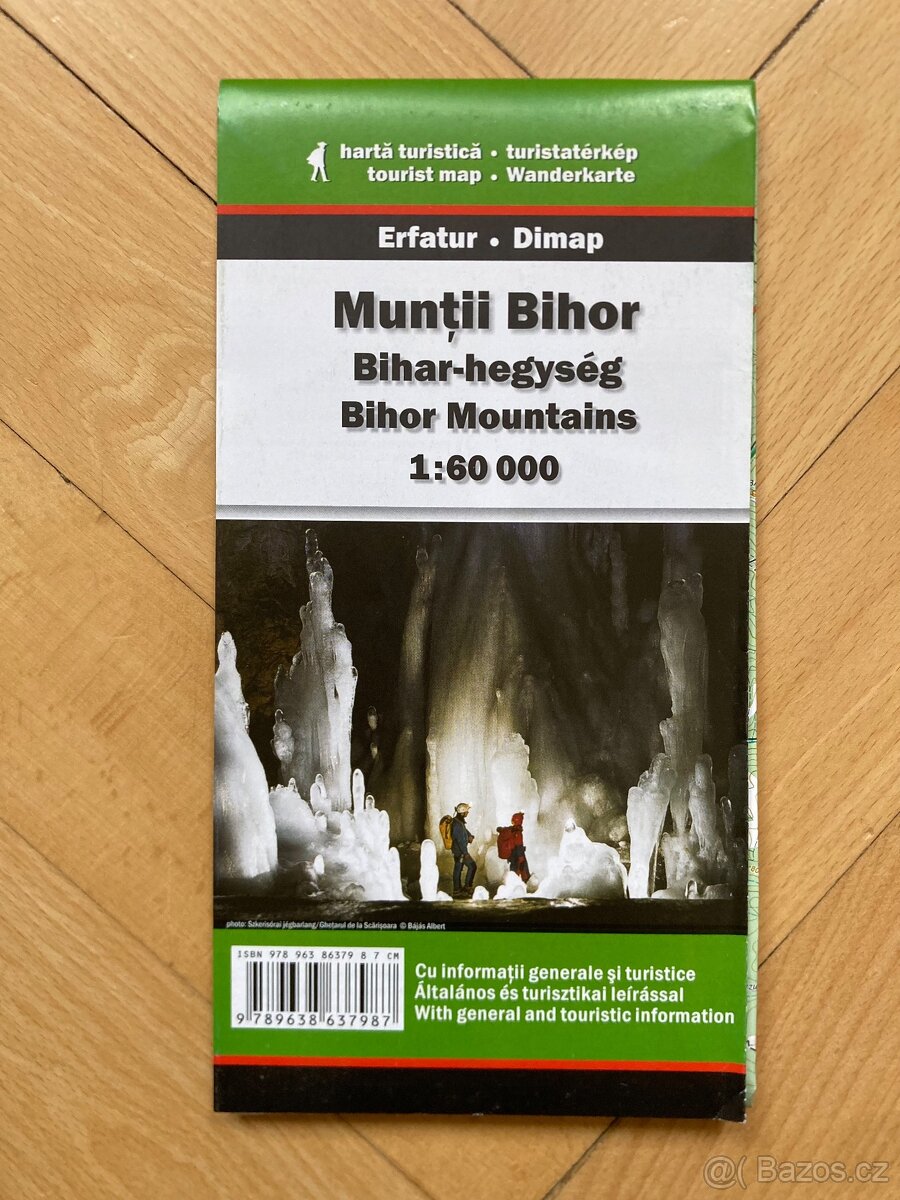 hartă turistică • turistatérkép
tourist map • Wanderkarte
Erfatur • Dimap
Munții Bihor
Bihar-hegység
Bihor Mountains
1:60 000
photo: Szkerisórai jégbarlang/Ghețarul de la Scărișoara © Bájás Albert
ISBN 978 963 86379 8 7 CM
9 789638 637987
Cu informații generale și turistice
Általános és turisztikai leírással
With general and touristic information
@( Bazos.cz